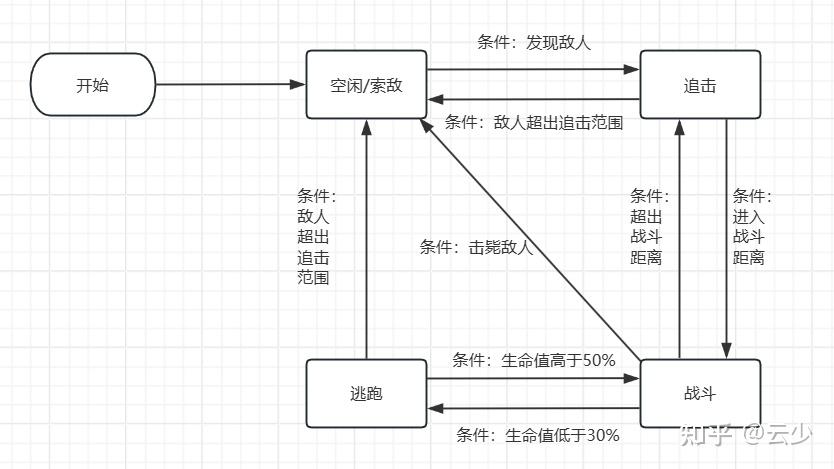 条件：发现敌人
开始
空闲/索敌
追击
条件：敌人超出追击范围
条件：
敌人
超出
追击
范围
条件：击毙敌人
条件：
超出
战斗
距离
条件：
进入
战斗
距离
条件：生命值高于50%
逃跑
战斗
条件：生命值低于30%
知乎 @云少